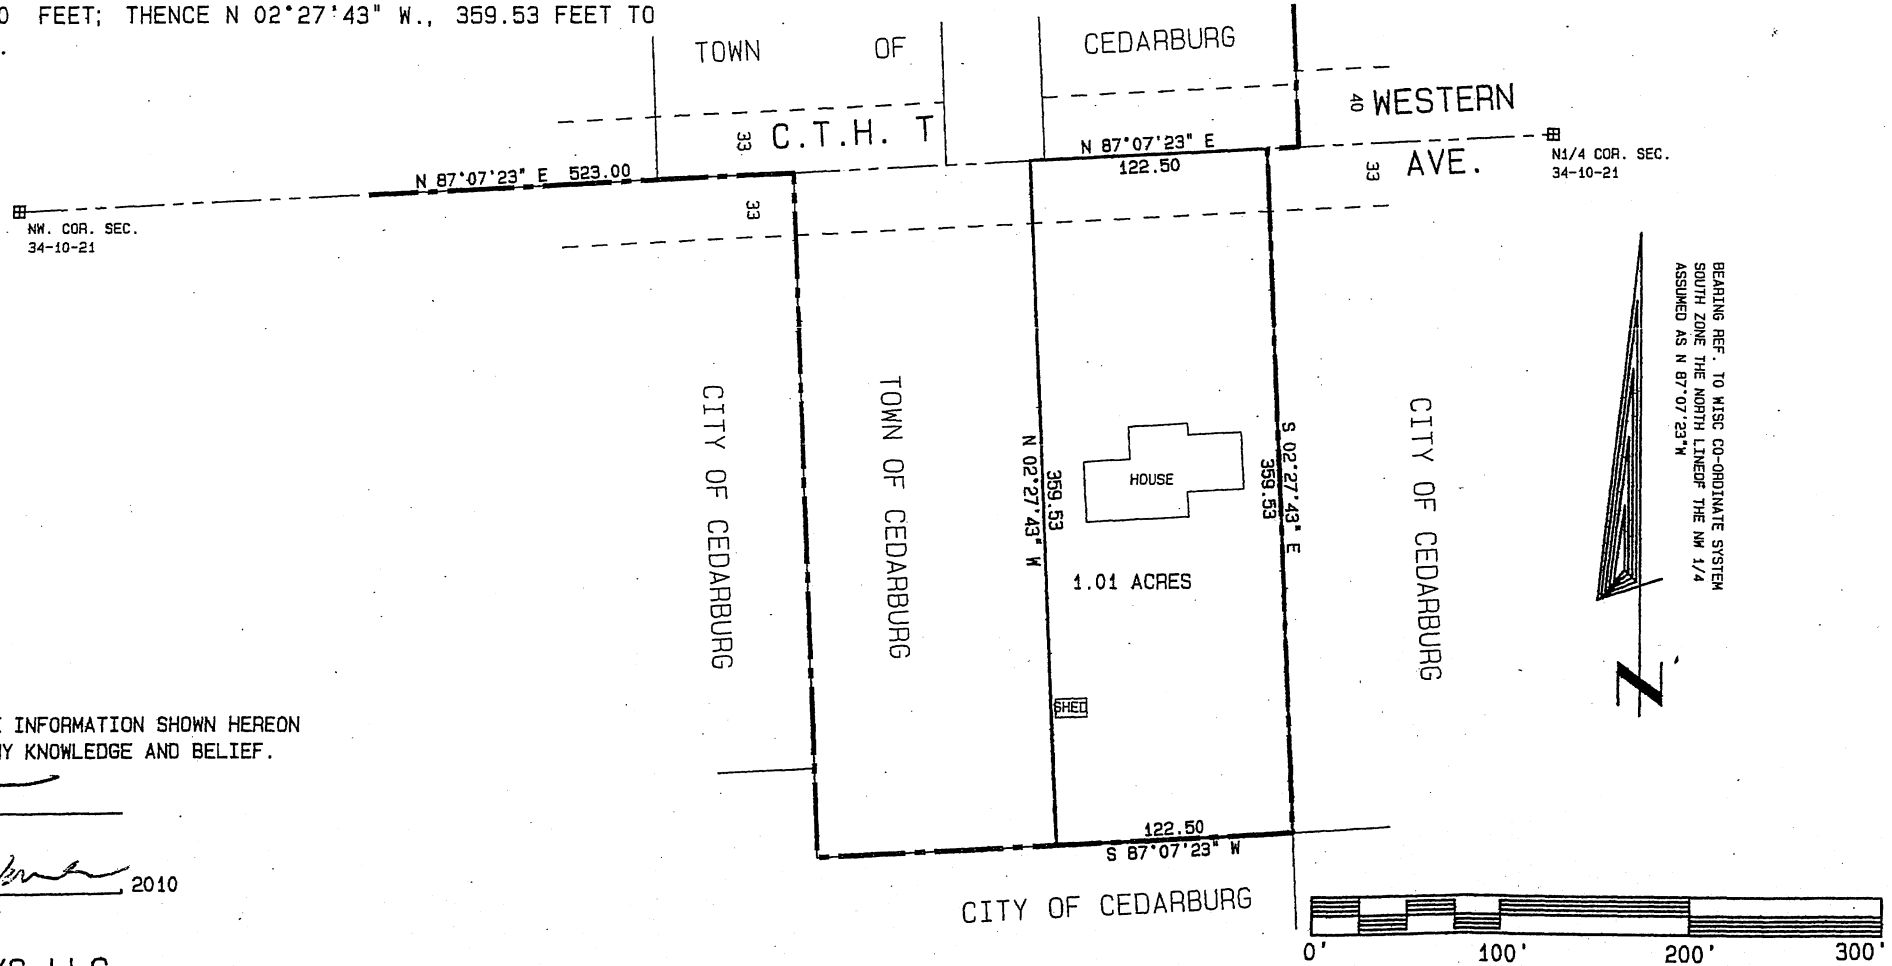 FEET; THENCE N 02°27'43" W., 359.53 FEET TO
TOWN OF CEDARBURG
40 WESTERN
33 C.T.H. T
N 87°07'23" E
122.50
33 AVE.
N1/4 COR. SEC.
34-10-21
N 87°07'23" E 523.00
33
NW. COR. SEC.
34-10-21
BEARING REF. TO WISC CO-ORDINATE SYSTEM
SOUTH ZONE THE NORTH LINEOF THE NW 1/4
ASSUMED AS N 87°07'23"W
CITY OF CEDARBURG
TOWN OF CEDARBURG
N 02°27'43" W
359.53
HOUSE
359.53
S 02°27'43" E
CITY OF CEDARBURG
1.01 ACRES
SHED
N
INFORMATION SHOWN HEREON
MY KNOWLEDGE AND BELIEF.
122.50
S 87°07'23" W
2010
CITY OF CEDARBURG
0' 100' 200' 300'